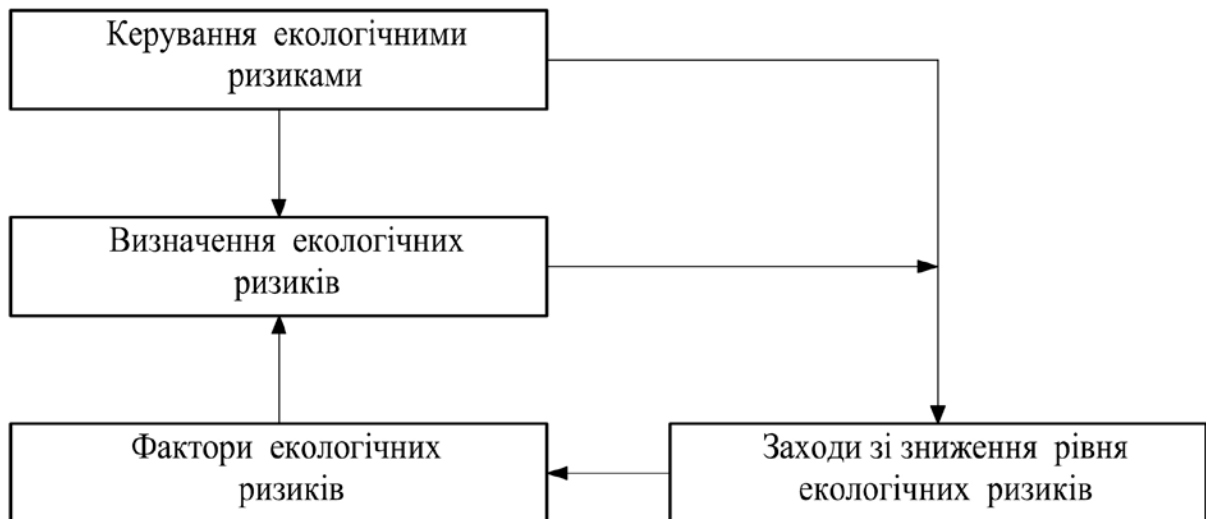 Керування екологічними
ризиками
Визначення екологічних
ризиків
Фактори екологічних
ризиків
Заходи зі зниження рівня
екологічних ризиків